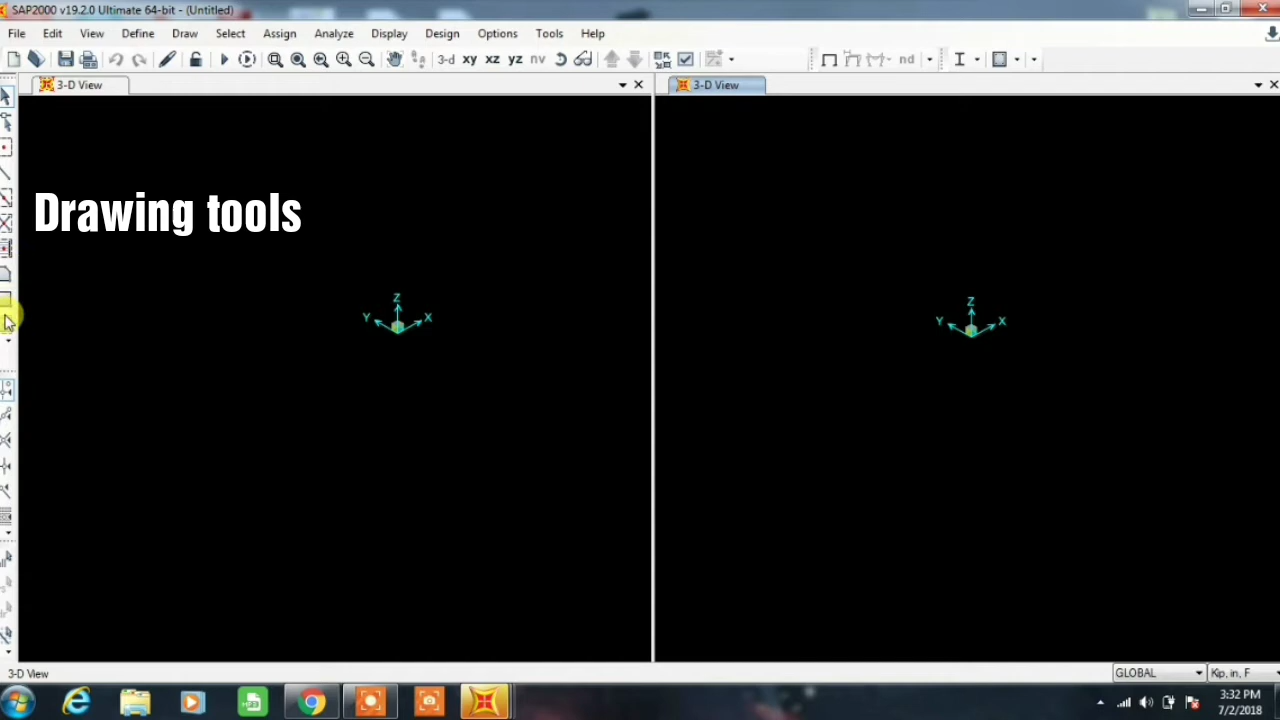 SAP2000 v19.2.0 Ultimate 64-bit - (Untitled)
File Edit View Define Draw Select Assign Analyze Display Design Options Tools Help
3-d xy xz yz nv nd
3-D View
3-D View
Drawing tools
Z
Y X
Z
Y X
3-D View
GLOBAL
Kip, in, F
3:32 PM
7/2/2018